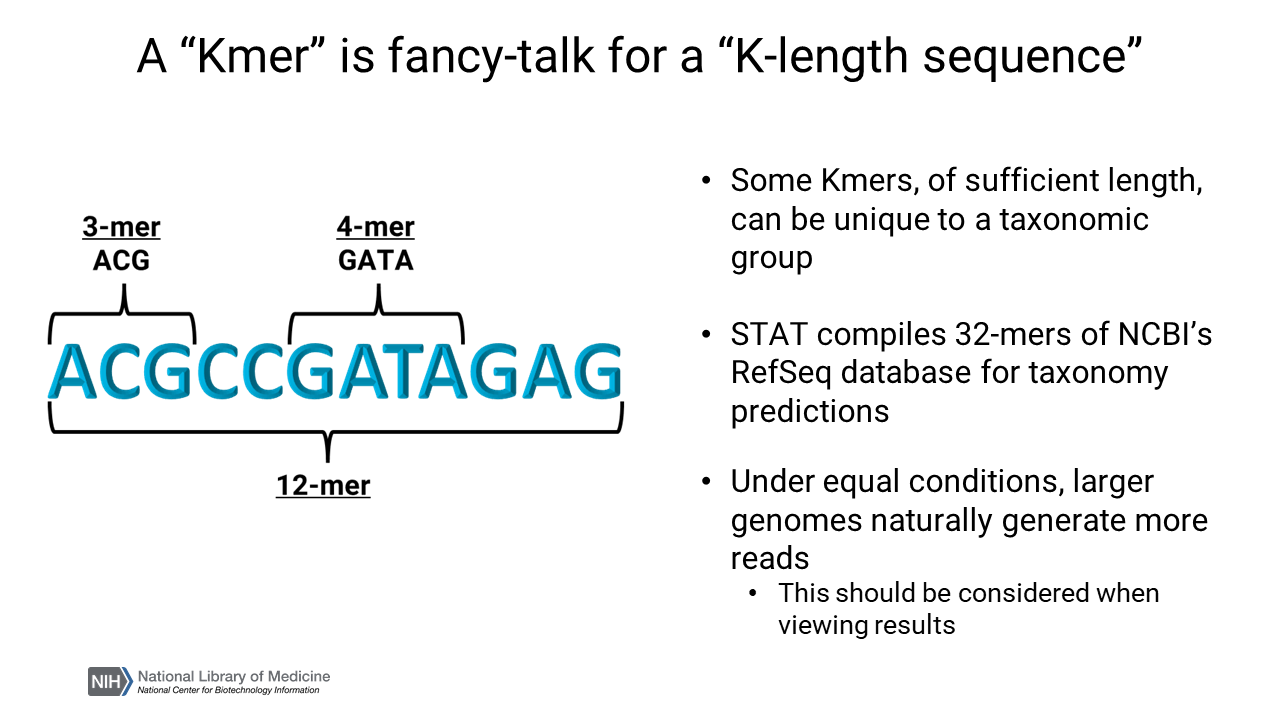 A “Kmer” is fancy-talk for a “K-length sequence”
3-mer
ACG
4-mer
GATA
ACGCCGATAGAG
12-mer
• Some Kmers, of sufficient length,
can be unique to a taxonomic
group
• STAT compiles 32-mers of NCBI’s
RefSeq database for taxonomy
predictions
• Under equal conditions, larger
genomes naturally generate more
reads
• This should be considered when
viewing results
NIH National Library of Medicine
National Center for Biotechnology Information